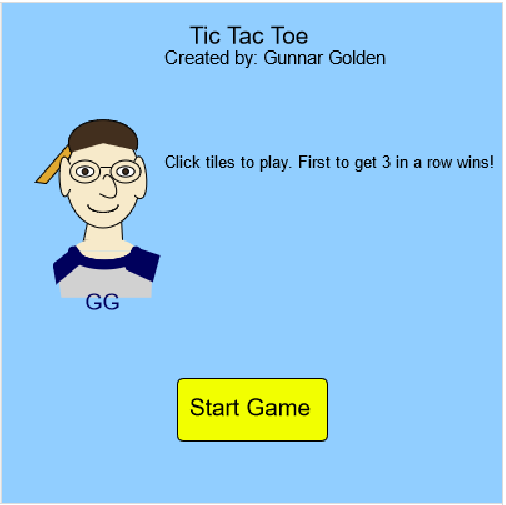 Tic Tac Toe
Created by: Gunnar Golden
Click tiles to play. First to get 3 in a row wins!
GG
Start Game